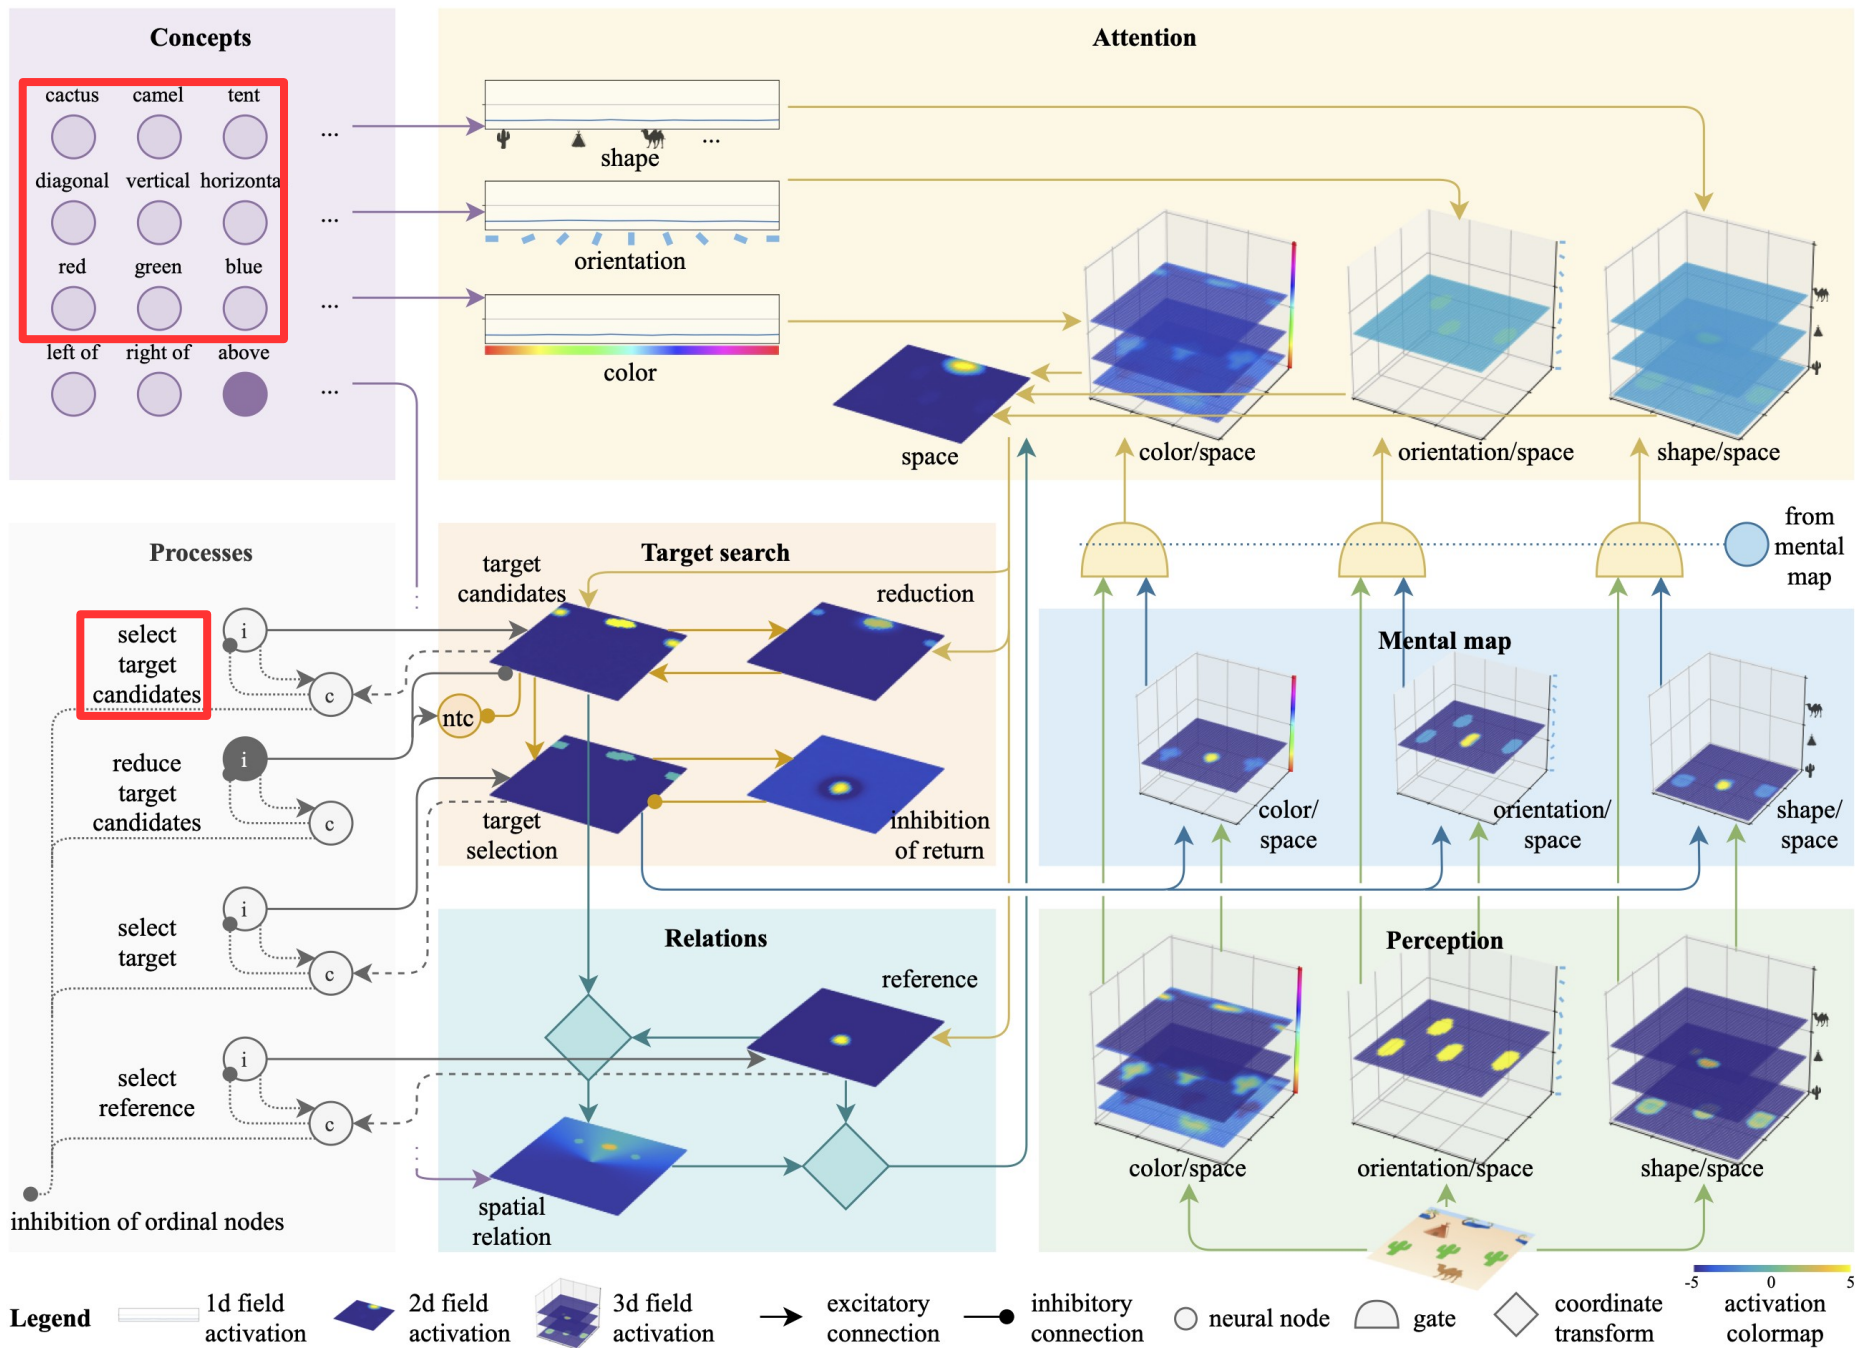 Concepts
cactus camel tent
...
diagonal vertical horizonta
...
red green blue
...
left of right of above
...
Attention
...
shape
orientation
color
space
color/space
orientation/space
shape/space
Processes
select
target
candidates
i
c
reduce
target
candidates
i
c
select
target
i
c
select
reference
i
c
inhibition of ordinal nodes
Target search
target
candidates
reduction
ntc
target
selection
inhibition
of return
from
mental
map
Mental map
color/
space
orientation/
space
shape/
space
Relations
reference
spatial
relation
Perception
color/space
orientation/space
shape/space
Legend
1d field
activation
2d field
activation
3d field
activation
excitatory
connection
inhibitory
connection
neural node
gate
coordinate
transform
-5 0 5
activation
colormap